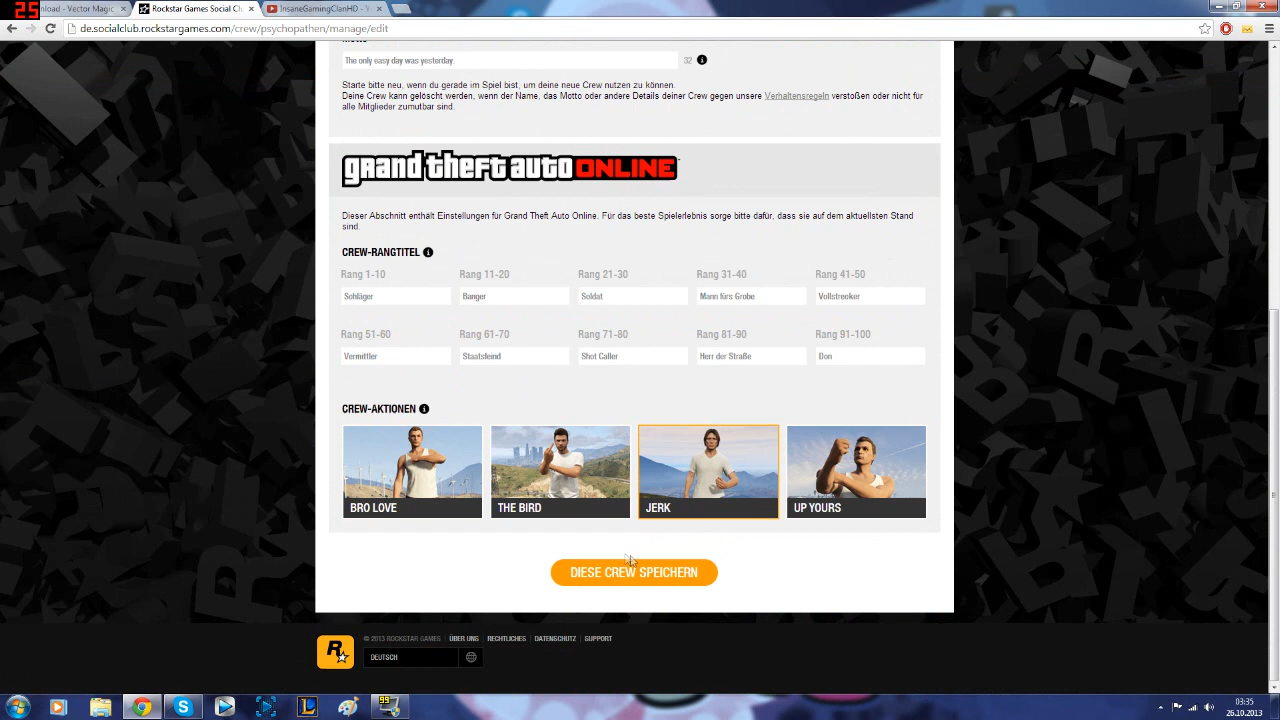 25
nload - Vector Magic
Rockstar Games Social Clu
InsaneGamingClanHD - Yo
de.socialclub.rockstargames.com/crew/psychopathen/manage/edit
The only easy day was yesterday.
32
Starte bitte neu, wenn du gerade im Spiel bist, um deine neue Crew nutzen zu können.
Deine Crew kann gelöscht werden, wenn der Name, das Motto oder andere Details deiner Crew gegen unsere Verhaltensregeln verstoßen oder nicht für
alle Mitglieder zumutbar sind.
grand theft auto ONLINE
Dieser Abschnitt enthält Einstellungen für Grand Theft Auto Online. Für das beste Spielerlebnis sorge bitte dafür, dass sie auf dem aktuellsten Stand
sind.
CREW-RANGTITEL
Rang 1-10 Rang 11-20 Rang 21-30 Rang 31-40 Rang 41-50
Schläger Banger Soldat Mann fürs Grobe Vollstrecker
Rang 51-60 Rang 61-70 Rang 71-80 Rang 81-90 Rang 91-100
Vermittler Staatsfeind Shot Caller Herr der Straße Don
CREW-AKTIONEN
BRO LOVE THE BIRD JERK UP YOURS
DIESE CREW SPEICHERN
© 2013 ROCKSTAR GAMES ÜBER UNS RECHTLICHES DATENSCHUTZ SUPPORT
DEUTSCH
R
99
03:35
26.10.2013